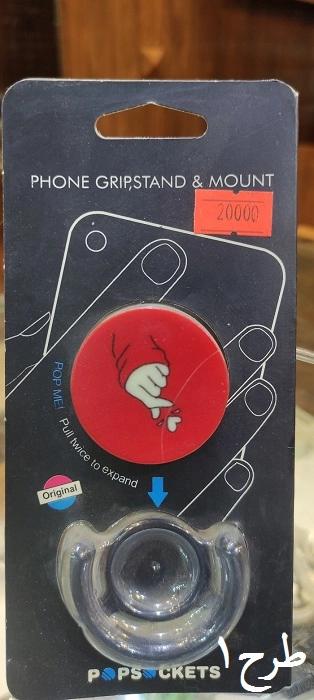 PHONE GRIP,STAND & MOUNT
20000
POP ME! Pull twice to expand
Original
طرح ۱
POPSOCKETS